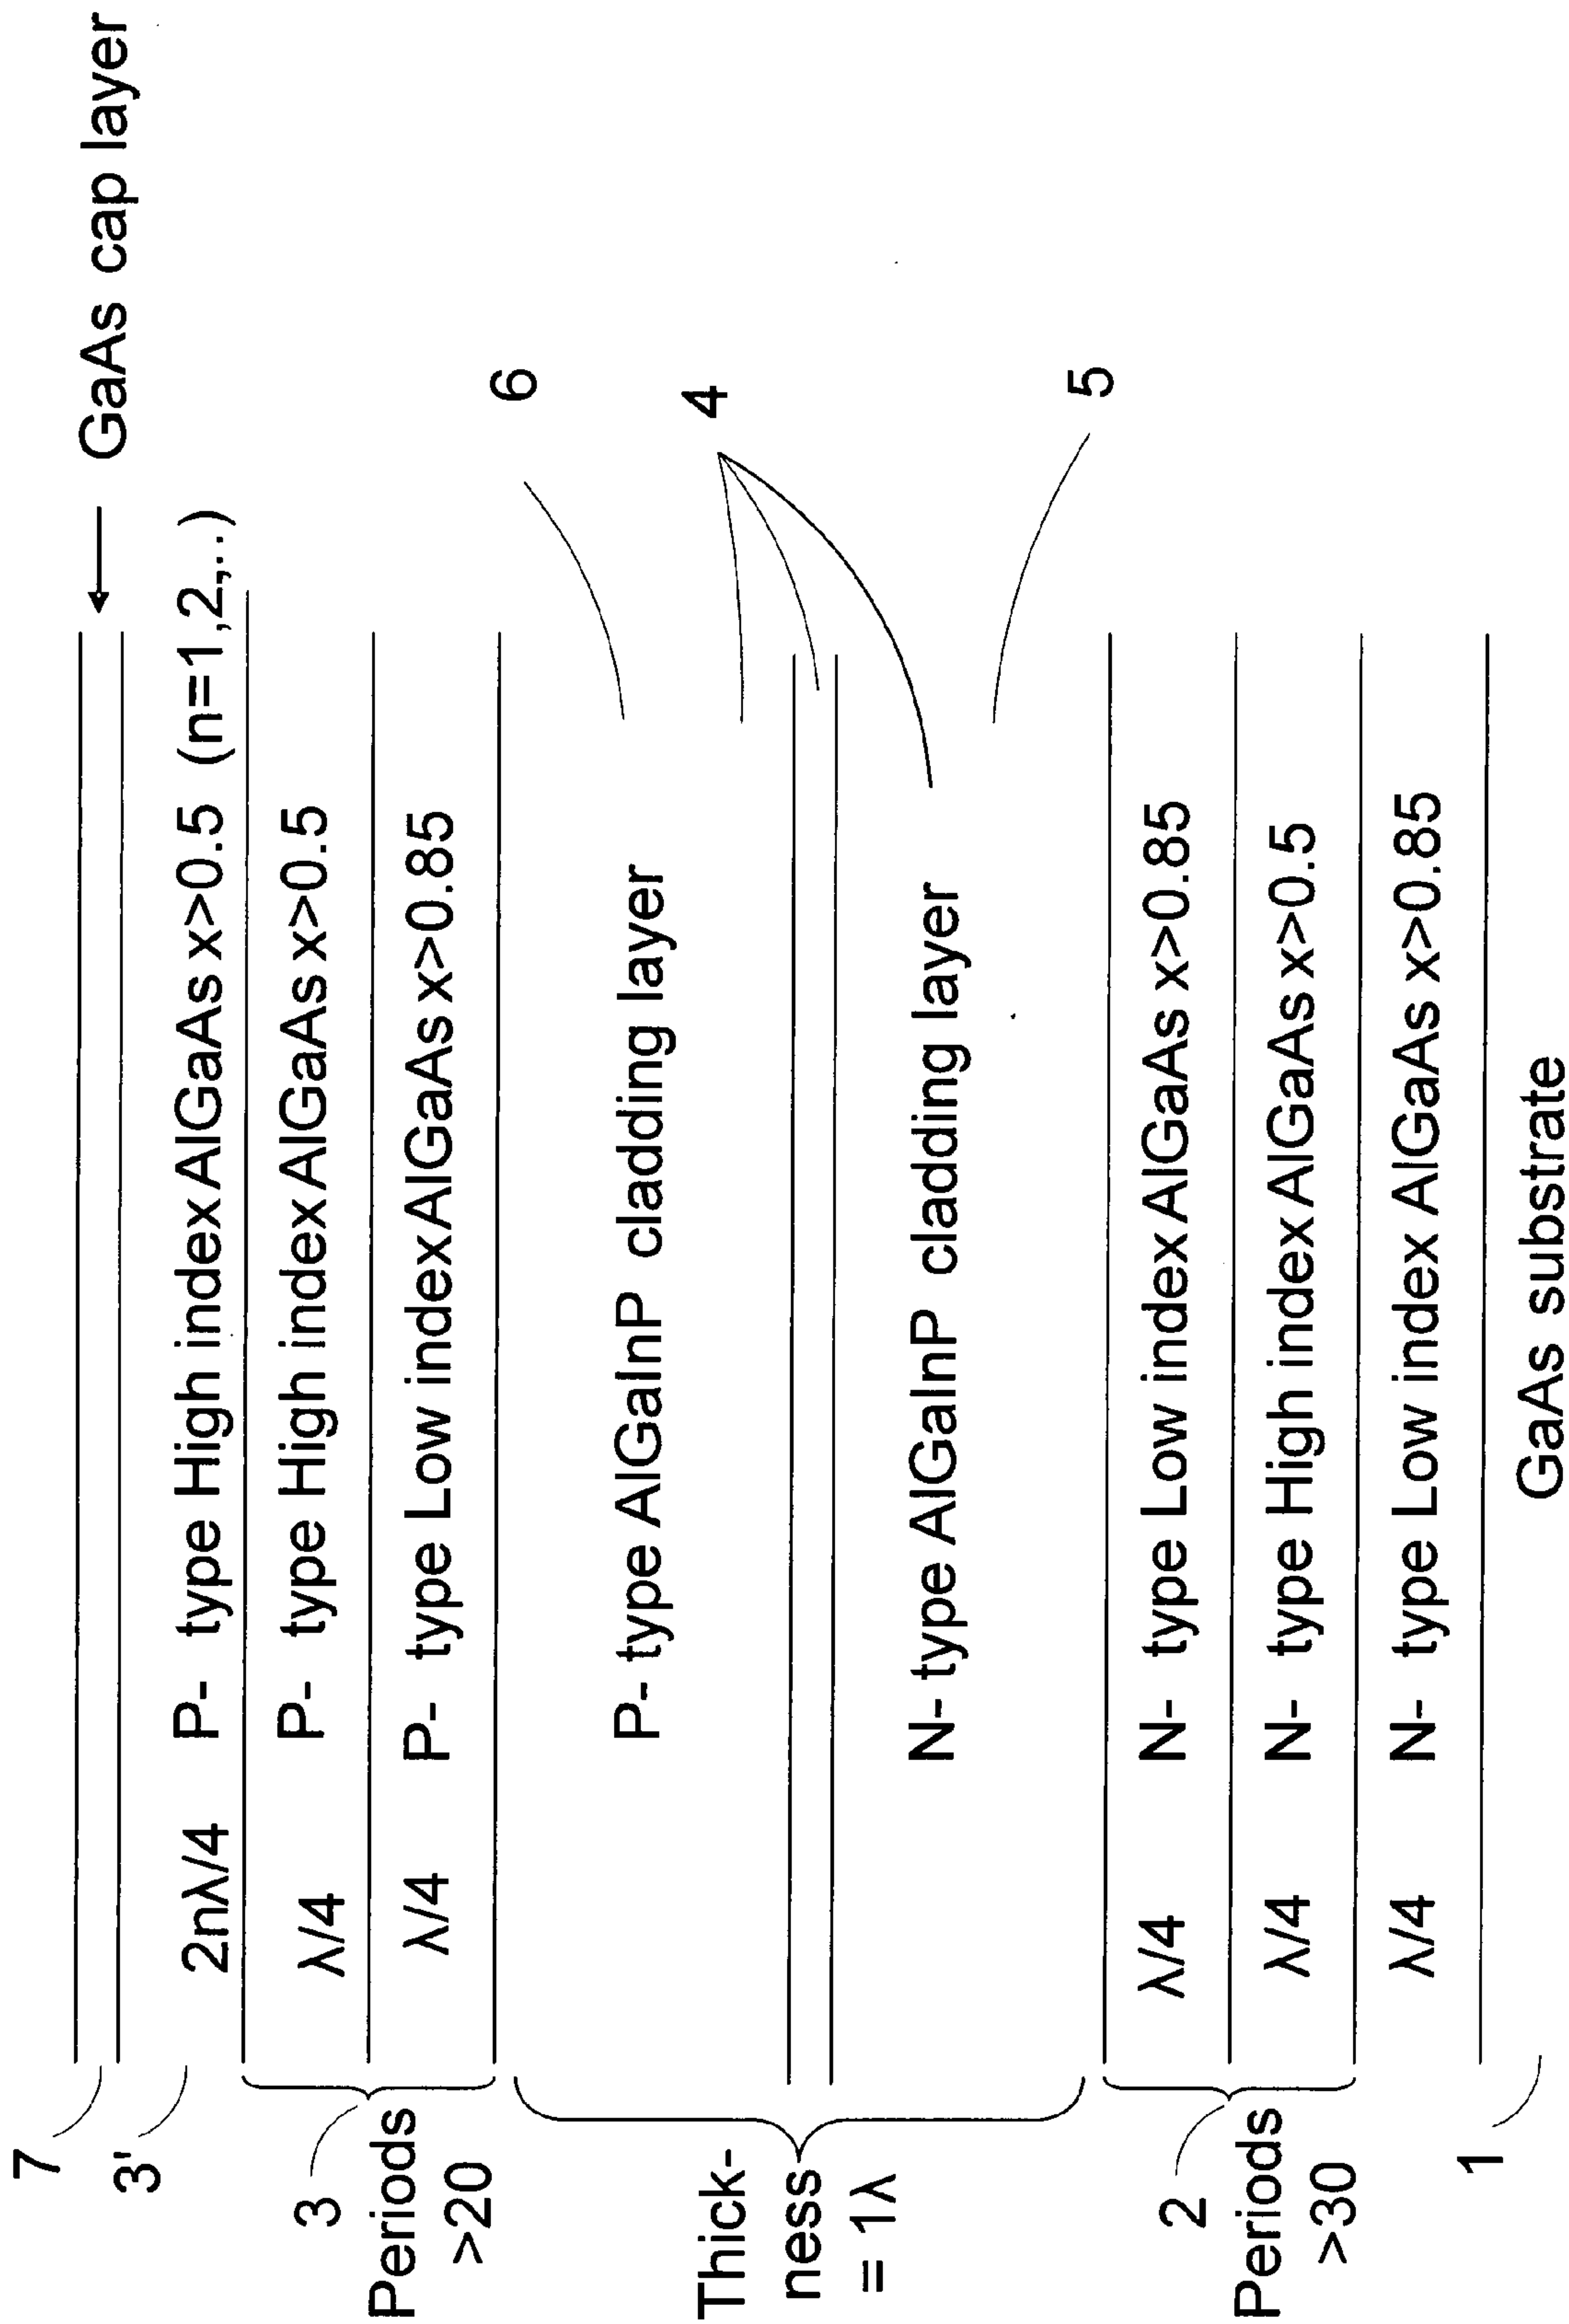 7
GaAs cap layer
3'
2nλ/4 P- type High index AlGaAs x>0.5 (n=1,2,..)
3
Periods
>20
λ/4 P- type High index AlGaAs x>0.5
λ/4 P- type Low index AlGaAs x>0.85
6
P- type AlGaInP cladding layer
4
Thick-
ness
= 1λ
N- type AlGaInP cladding layer
5
2
Periods
>30
λ/4 N- type Low index AlGaAs x>0.85
λ/4 N- type High index AlGaAs x>0.5
λ/4 N- type Low index AlGaAs x>0.85
1
GaAs substrate